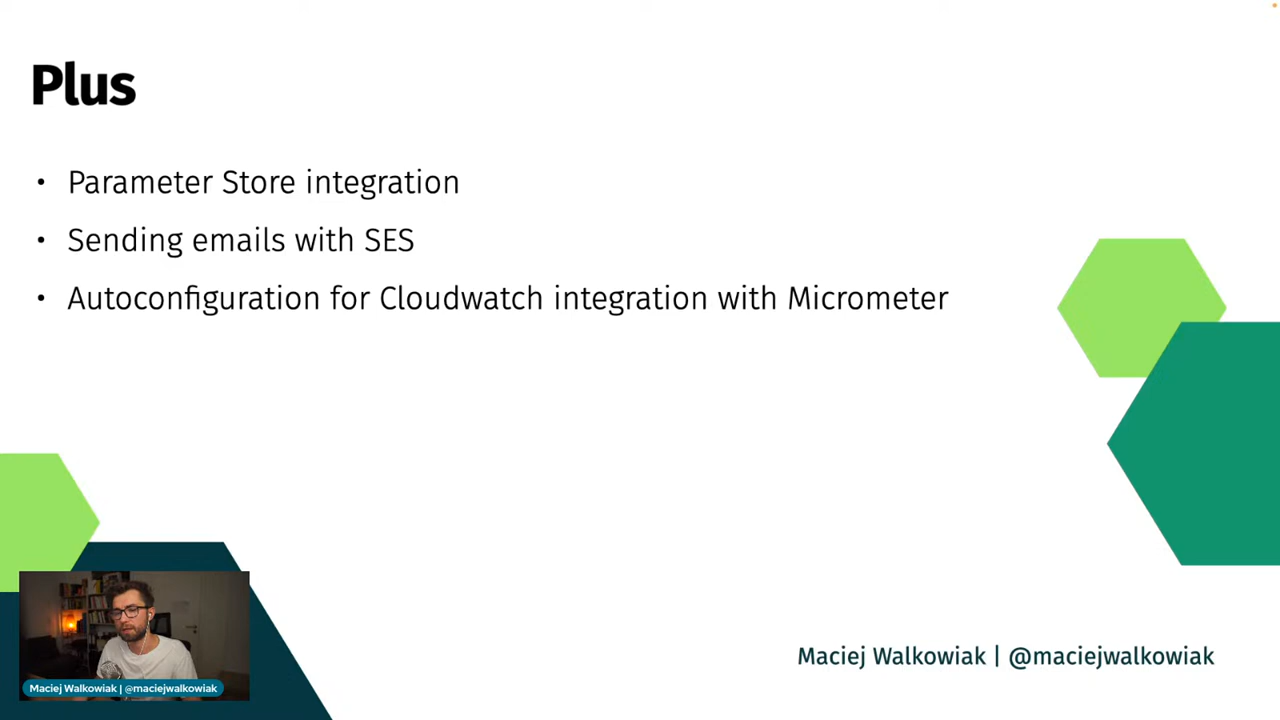 Plus
• Parameter Store integration
• Sending emails with SES
• Autoconfiguration for Cloudwatch integration with Micrometer
Maciej Walkowiak | @maciejwalkowiak
Maciej Walkowiak | @maciejwalkowiak